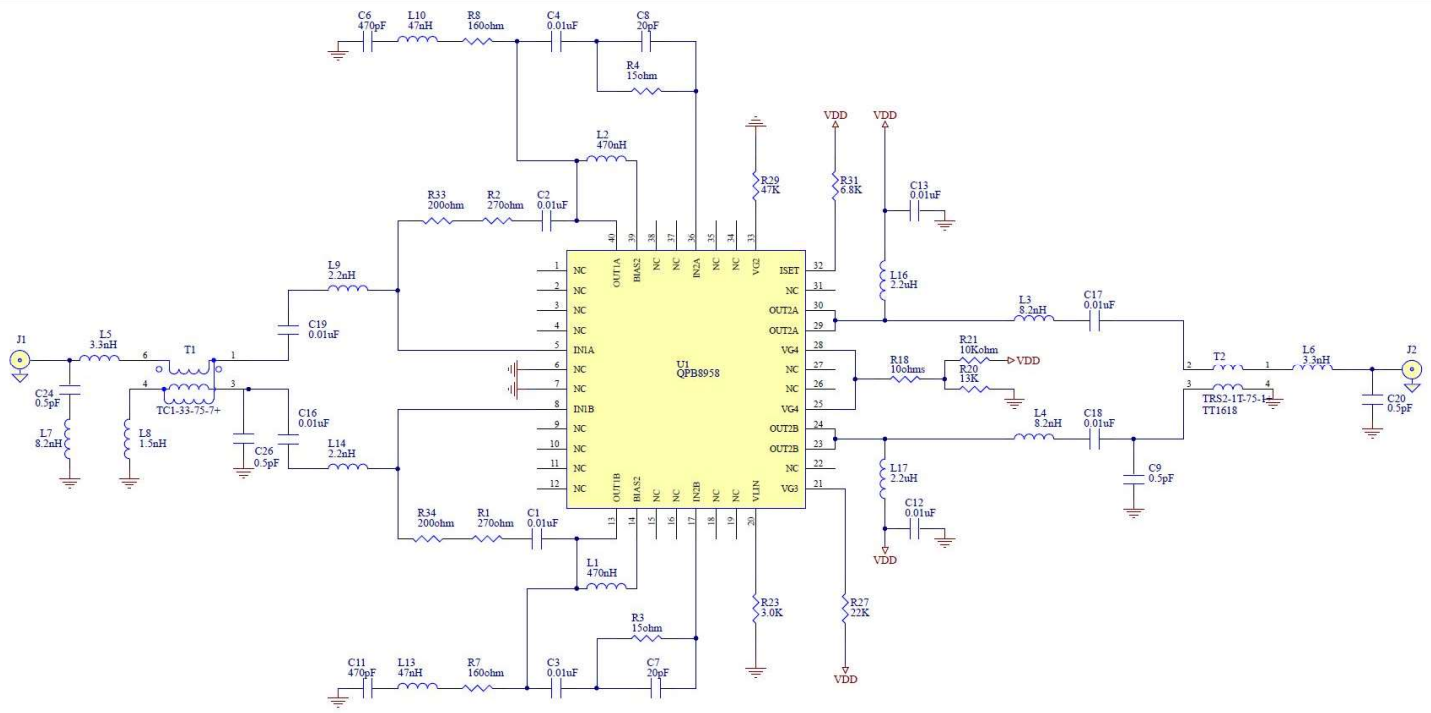 C6
470pF
L10
47nH
R8
160ohm
C4
0.01uF
C8
20pF
R4
15ohm
L2
470nH
R33
200ohm
R2
270ohm
C2
0.01uF
R29
47K
VDD
R31
6.8K
VDD
C13
0.01uF
L16
2.2uH
40
39
38
37
36
35
34
33
OUT1A
BIAS2
NC
NC
IN2A
NC
NC
VG2
1 NC
2 NC
3 NC
4 NC
5 IN1A
6 NC
7 NC
8 IN1B
9 NC
10 NC
11 NC
12 NC
ISET 32
NC 31
OUT2A 30
OUT2A 29
VG4 28
NC 27
NC 26
VG4 25
OUT2B 24
OUT2B 23
NC 22
VG3 21
U1
QPB8958
OUT1B
BIAS2
NC
NC
IN2B
NC
NC
VLIN
13
14
15
16
17
18
19
20
L9
2.2nH
C19
0.01uF
J1
L5
3.3nH
6
T1
1
4
3
TC1-33-75-7+
C24
0.5pF
L7
8.2nH
L8
1.5nH
C26
0.5pF
C16
0.01uF
L14
2.2nH
R34
200ohm
R1
270ohm
C1
0.01uF
L1
470nH
R3
15ohm
C11
470pF
L13
47nH
R7
160ohm
C3
0.01uF
C7
20pF
R23
3.0K
R27
22K
VDD
L3
8.2nH
C17
0.01uF
R21
10Kohm
VDD
R18
10ohms
R20
13K
L4
8.2nH
C18
0.01uF
L17
2.2uH
C12
0.01uF
VDD
C9
0.5pF
2
T2
1
3
4
TRS2-1T-75-1+
TT1618
L6
3.3nH
J2
C20
0.5pF